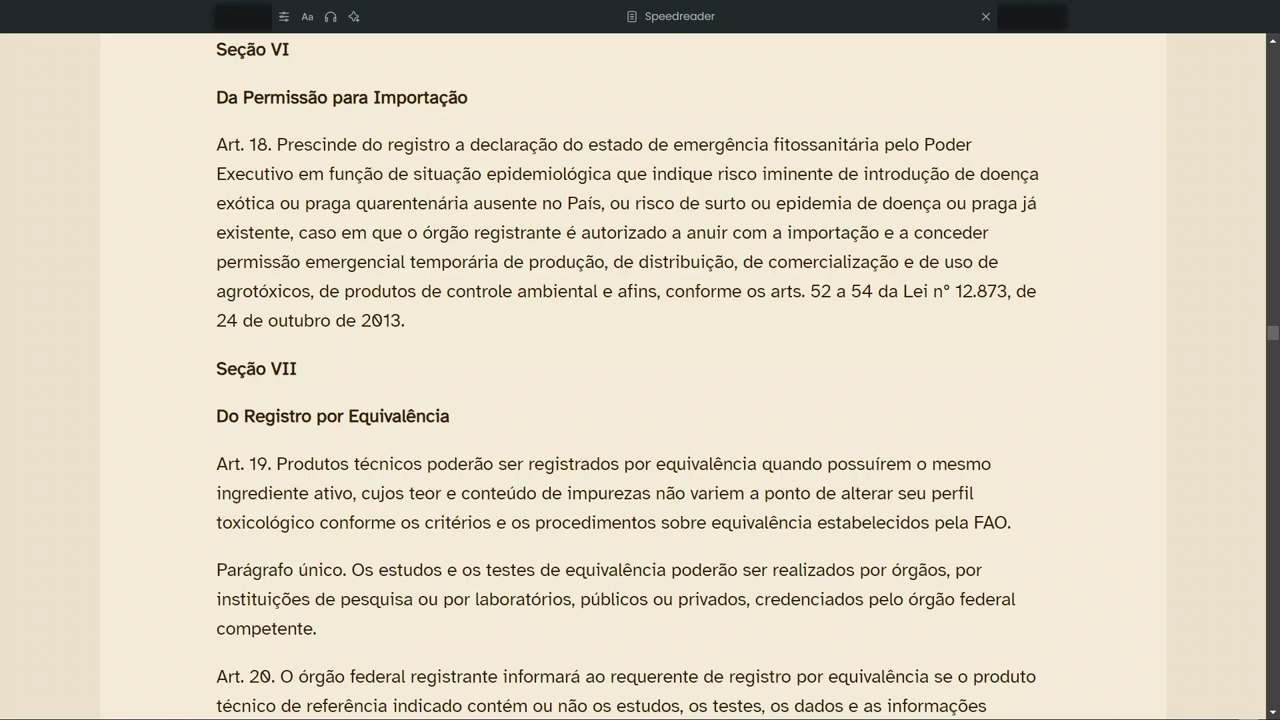 Aa
Speedreader
Seção VI
Da Permissão para Importação
Art. 18. Prescinde do registro a declaração do estado de emergência fitossanitária pelo Poder
Executivo em função de situação epidemiológica que indique risco iminente de introdução de doença
exótica ou praga quarentenária ausente no País, ou risco de surto ou epidemia de doença ou praga já
existente, caso em que o órgão registrante é autorizado a anuir com a importação e a conceder
permissão emergencial temporária de produção, de distribuição, de comercialização e de uso de
agrotóxicos, de produtos de controle ambiental e afins, conforme os arts. 52 a 54 da Lei nº 12.873, de
24 de outubro de 2013.
Seção VII
Do Registro por Equivalência
Art. 19. Produtos técnicos poderão ser registrados por equivalência quando possuírem o mesmo
ingrediente ativo, cujos teor e conteúdo de impurezas não variem a ponto de alterar seu perfil
toxicológico conforme os critérios e os procedimentos sobre equivalência estabelecidos pela FAO.
Parágrafo único. Os estudos e os testes de equivalência poderão ser realizados por órgãos, por
instituições de pesquisa ou por laboratórios, públicos ou privados, credenciados pelo órgão federal
competente.
Art. 20. O órgão federal registrante informará ao requerente de registro por equivalência se o produto
técnico de referência indicado contém ou não os estudos, os testes, os dados e as informações